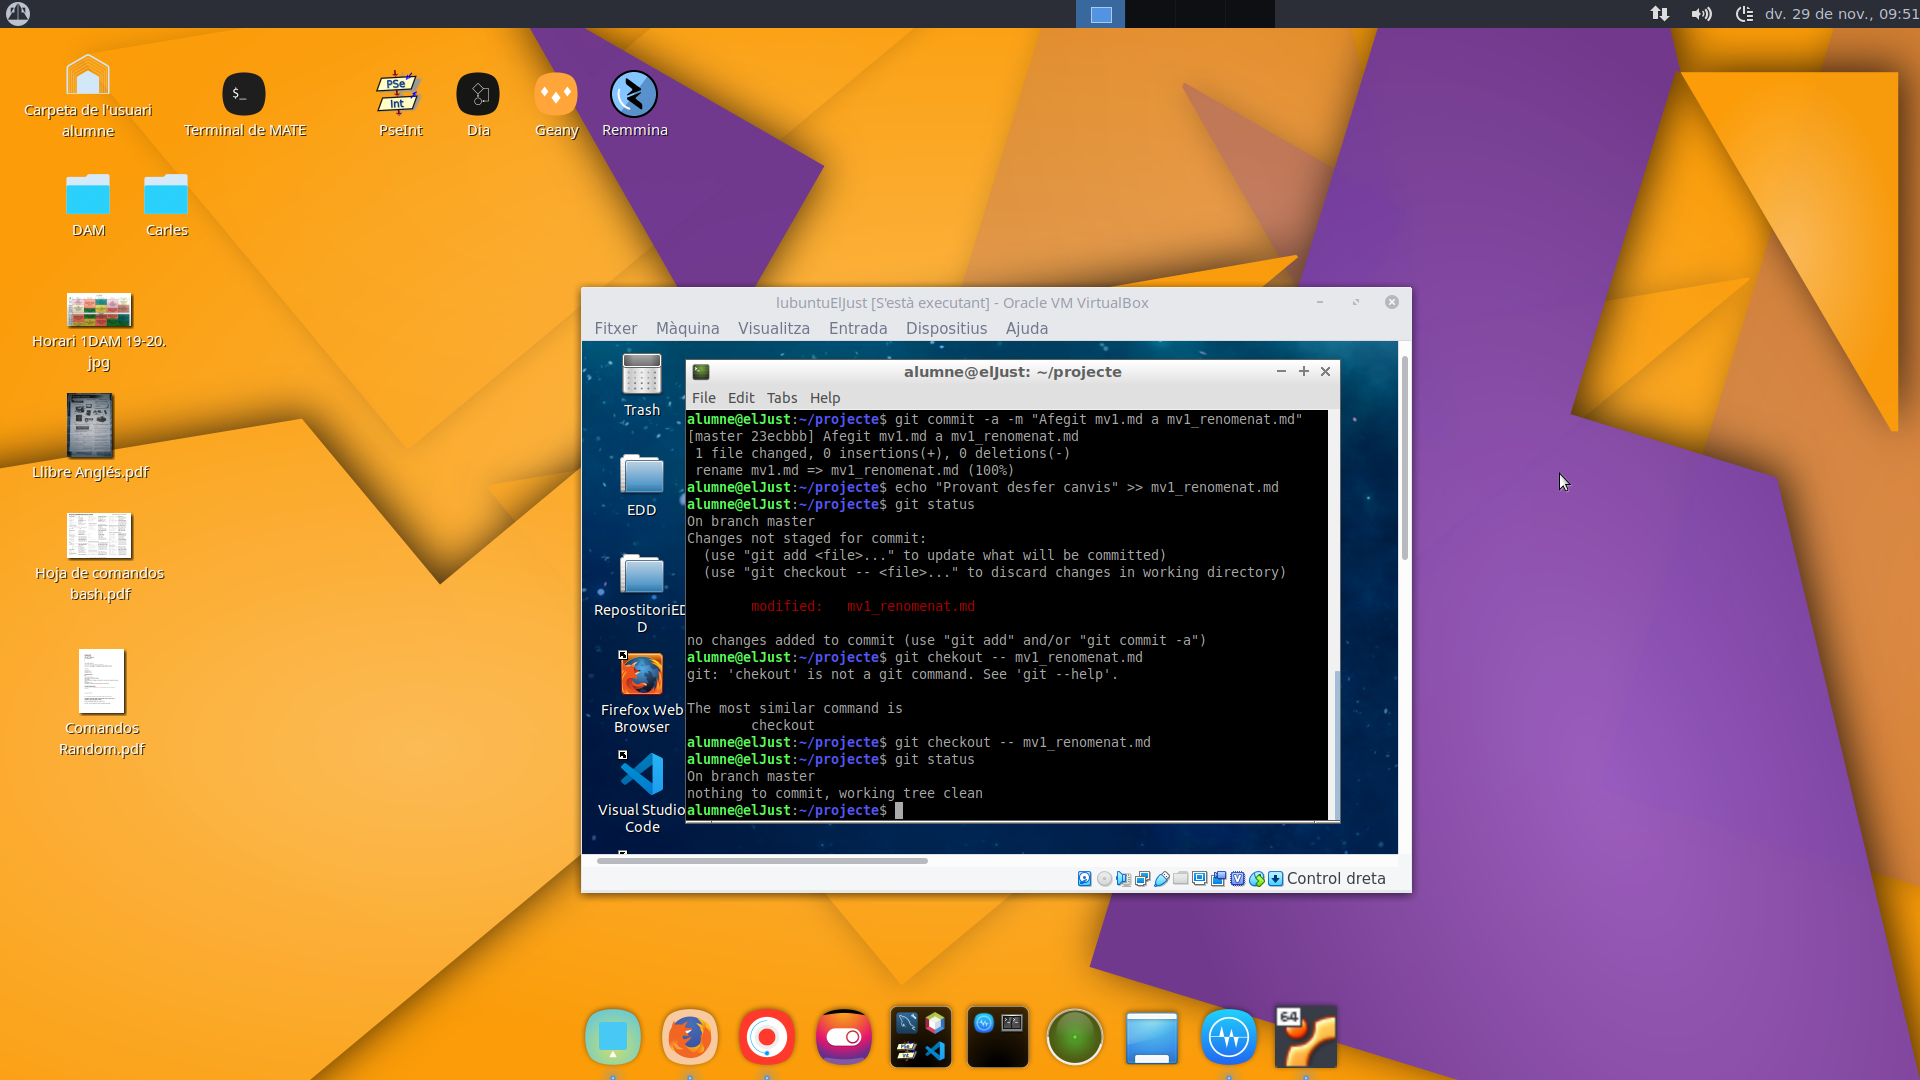 dv. 29 de nov., 09:51
Carpeta de l'usuari
alumne
Terminal de MATE
PSe
Int
PseInt
Dia
Geany
Remmina
DAM
Carles
Horari 1DAM 19-20.
jpg
Llibre Anglés.pdf
Hoja de comandos
bash.pdf
Comandos
Random.pdf
lubuntuElJust [S'està executant] - Oracle VM VirtualBox
Fitxer Màquina Visualitza Entrada Dispositius Ajuda
Trash
EDD
RepostitoriED
D
Firefox Web
Browser
Visual Studio
Code
alumne@elJust: ~/projecte
File Edit Tabs Help
alumne@elJust:~/projecte$ git commit -a -m "Afegit mv1.md a mv1_renomenat.md"
[master 23ecbbb] Afegit mv1.md a mv1_renomenat.md
1 file changed, 0 insertions(+), 0 deletions(-)
rename mv1.md => mv1_renomenat.md (100%)
alumne@elJust:~/projecte$ echo "Provant desfer canvis" >> mv1_renomenat.md
alumne@elJust:~/projecte$ git status
On branch master
Changes not staged for commit:
(use "git add <file>..." to update what will be committed)
(use "git checkout -- <file>..." to discard changes in working directory)
modified:   mv1_renomenat.md
no changes added to commit (use "git add" and/or "git commit -a")
alumne@elJust:~/projecte$ git chekout -- mv1_renomenat.md
git: 'chekout' is not a git command. See 'git --help'.
The most similar command is
checkout
alumne@elJust:~/projecte$ git checkout -- mv1_renomenat.md
alumne@elJust:~/projecte$ git status
On branch master
nothing to commit, working tree clean
alumne@elJust:~/projecte$
Control dreta
64